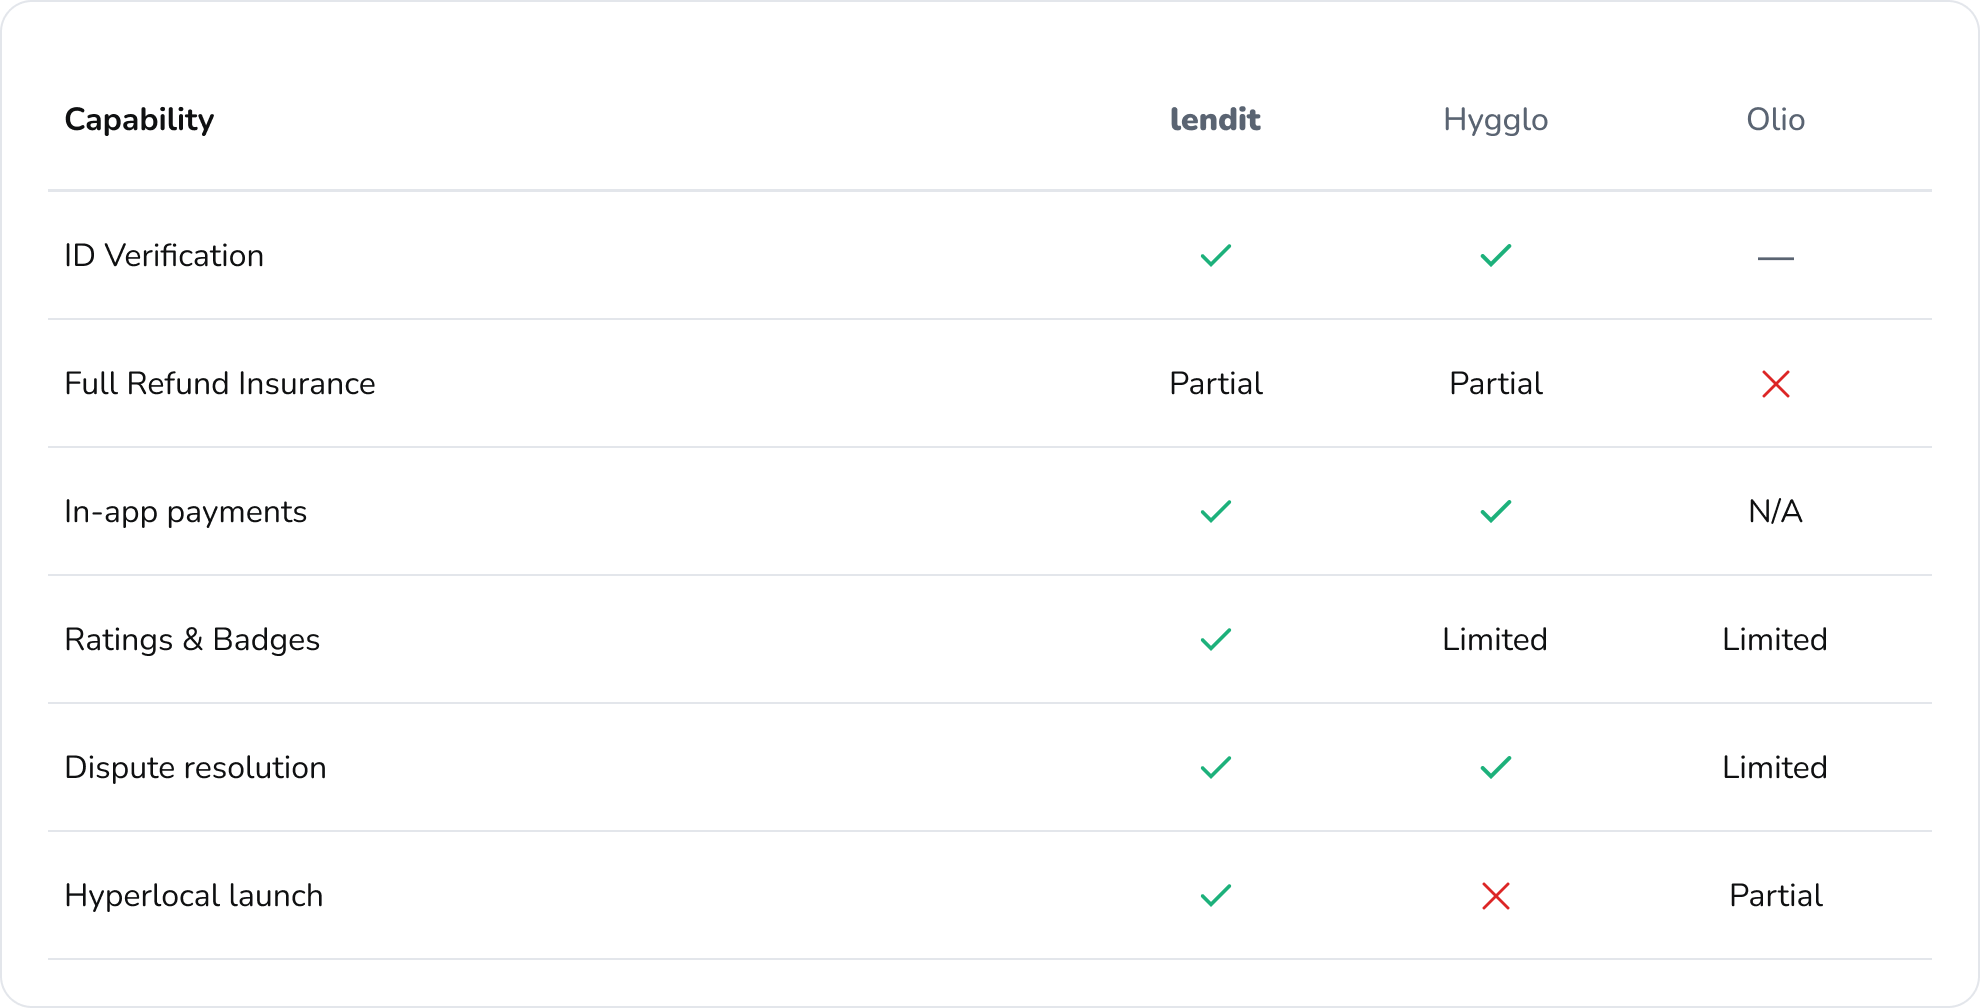 Capability lendit Hygglo Olio
ID Verification ✓ ✓ —
Full Refund Insurance Partial Partial ✕
In-app payments ✓ ✓ N/A
Ratings & Badges ✓ Limited Limited
Dispute resolution ✓ ✓ Limited
Hyperlocal launch ✓ ✕ Partial